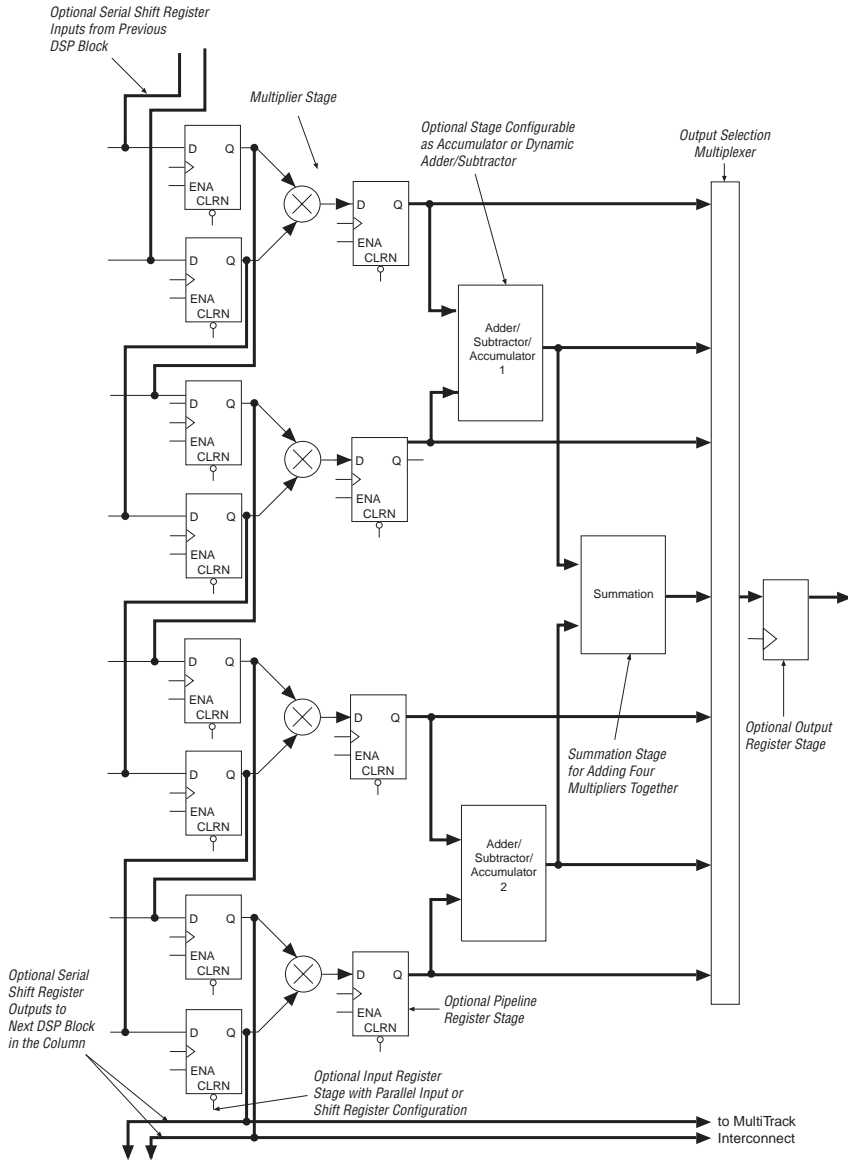 Optional Serial Shift Register
Inputs from Previous
DSP Block
Multiplier Stage
Optional Stage Configurable
as Accumulator or Dynamic
Adder/Subtractor
Output Selection
Multiplexer
D Q
ENA
CLRN
D Q
ENA
CLRN
D Q
ENA
CLRN
Adder/
Subtractor/
Accumulator
1
D Q
ENA
CLRN
D Q
ENA
CLRN
D Q
ENA
CLRN
Summation
D Q
ENA
CLRN
D Q
ENA
CLRN
D Q
ENA
CLRN
Optional Output
Register Stage
Summation Stage
for Adding Four
Multipliers Together
Adder/
Subtractor/
Accumulator
2
D Q
ENA
CLRN
D Q
ENA
CLRN
D Q
ENA
CLRN
Optional Serial
Shift Register
Outputs to
Next DSP Block
in the Column
Optional Pipeline
Register Stage
Optional Input Register
Stage with Parallel Input or
Shift Register Configuration
to MultiTrack
Interconnect